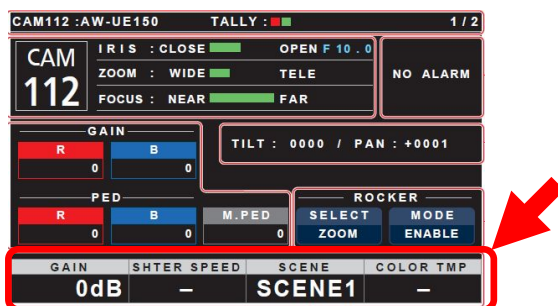 CAM112 :AW-UE150 TALLY : 1 / 2
CAM
112
IRIS : CLOSE OPEN F 10 . 0
ZOOM : WIDE TELE
FOCUS : NEAR FAR
NO ALARM
GAIN
R B
0 0
TILT : 0000 / PAN : +0001
PED
R B M.PED
0 0 0
ROCKER
SELECT MODE
ZOOM ENABLE
GAIN SHTER SPEED SCENE COLOR TMP
0dB – SCENE1 –